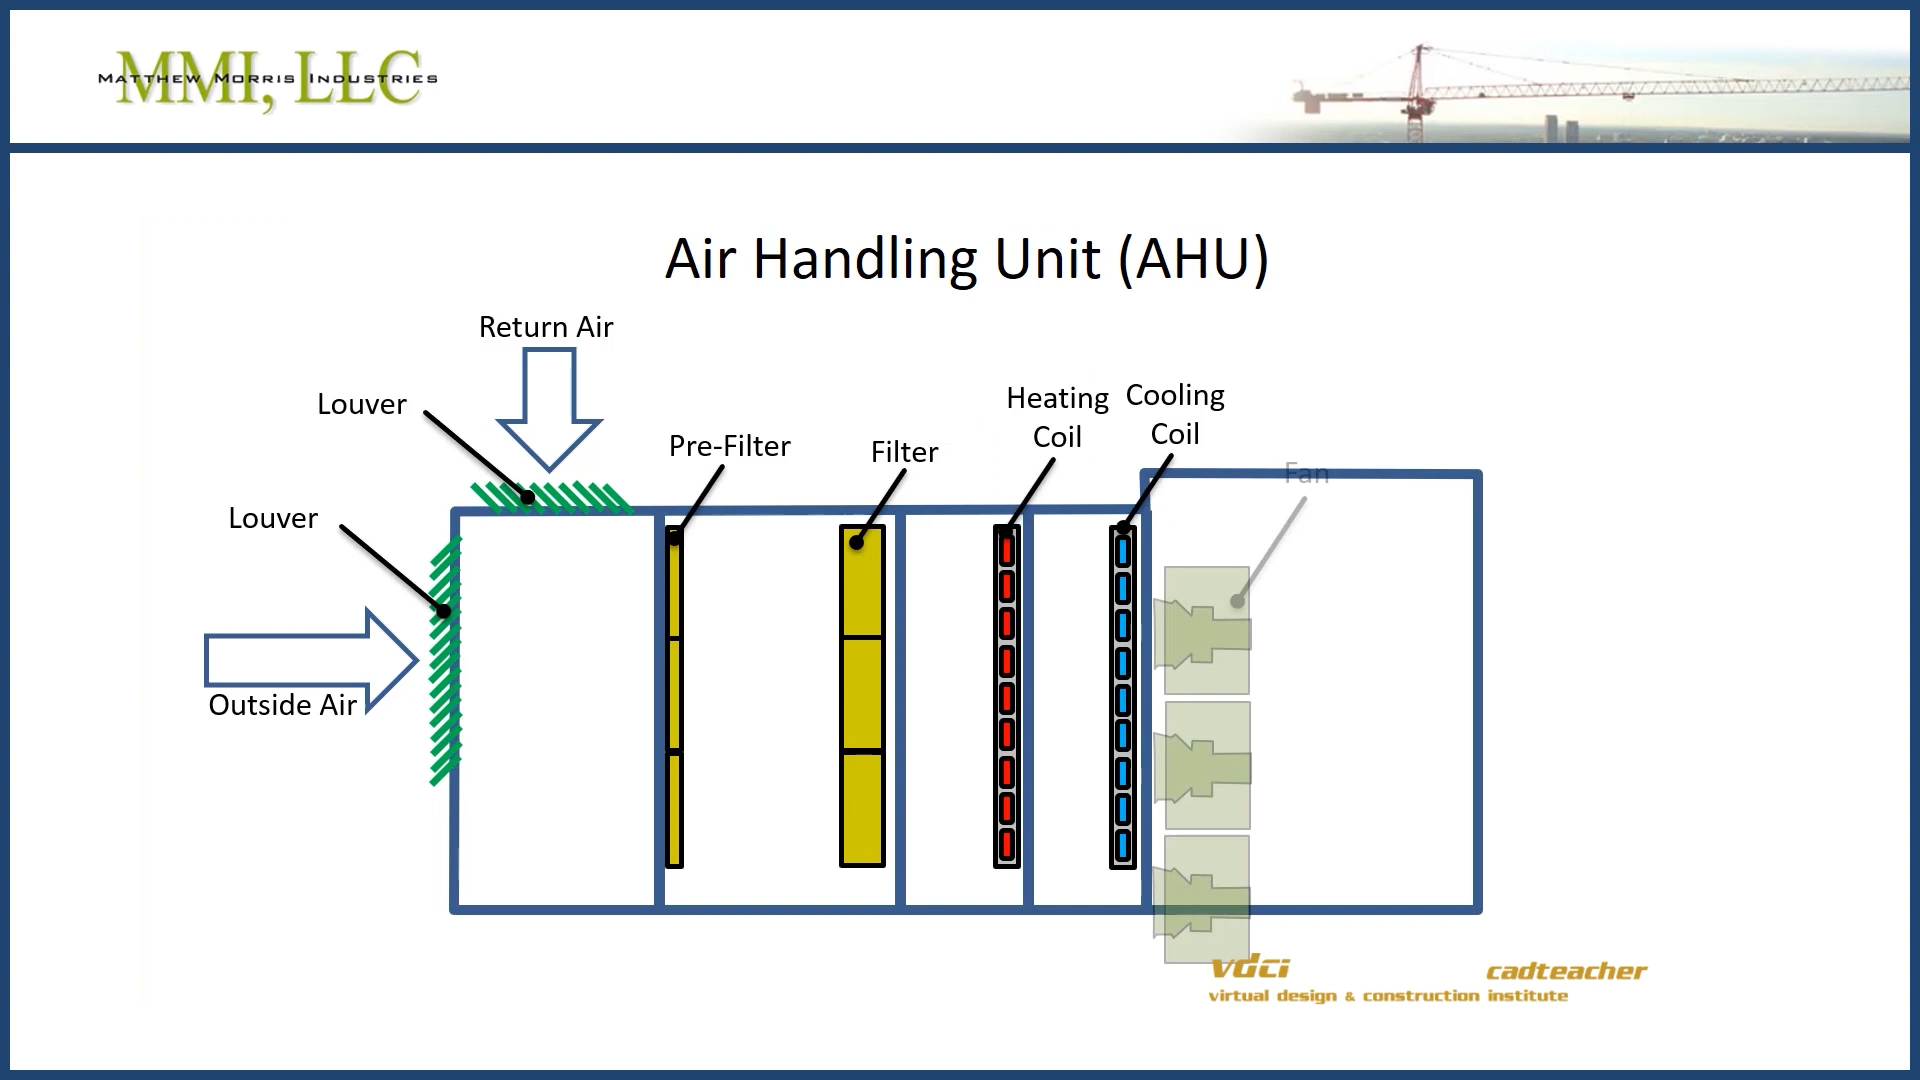 MMI, LLC
MATTHEW MORRIS INDUSTRIES
Air Handling Unit (AHU)
Return Air
Louver
Heating
Coil
Cooling
Coil
Pre-Filter
Filter
Fan
Louver
Outside Air
vdci
cadteacher
virtual design & construction institute